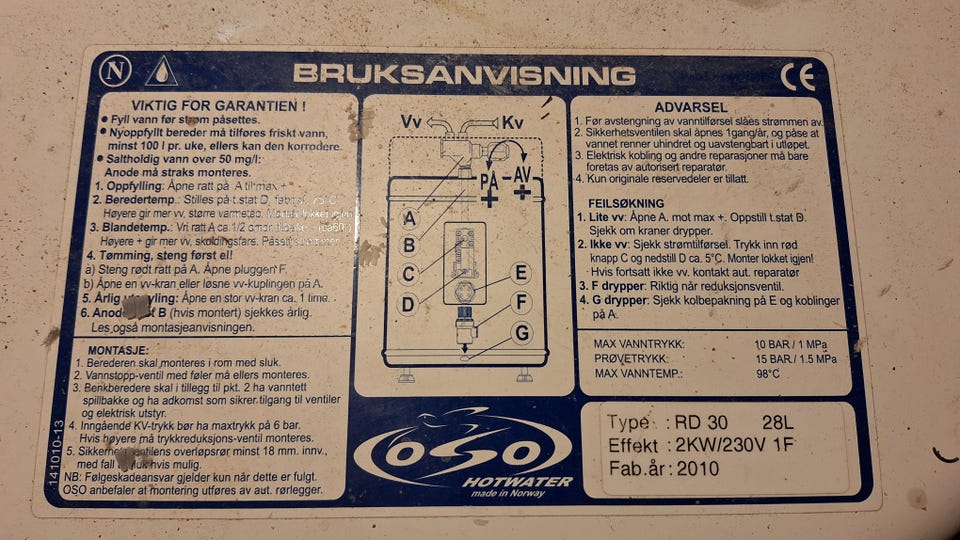 N
BRUKSANVISNING
CE
VIKTIG FOR GARANTIEN !
• Fyll vann før strøm påsettes.
• Nyoppfylt bereder må tilføres friskt vann,
minst 100 l pr. uke, ellers kan den korrodere.
• Saltholdig vann over 50 mg/l:
Anode må straks monteres.
1. Oppfylling: Åpne ratt på A til max +
2. Beredertemp.: Stilles på t.stat D, 75°C
Høyere gir mer vv, større varmetap. lokket igjen
3. Blandetemp.: Vri ratt A ca 1/2
Høyere + gir mer vv, skoldingsfare.
4. Tømming, steng først el!
a) Steng rødt ratt på A. Åpne pluggen F.
b) Åpne en vv-kran eller løsne vv-kuplingen på A.
5. Årlig Åpne en stor vv-kran ca. 1 time.
6. B (hvis montert) sjekkes årlig.
Les også montasjeanvisningen.
MONTASJE:
1. Berederen skal monteres i rom med sluk.
2. Vannstopp-ventil med føler må ellers monteres.
3. Benkberedere skal i tillegg til pkt. 2 ha vanntett
spillbakke og ha adkomst som sikrer tilgang til ventiler
og elektrisk utstyr.
4. Inngående KV-trykk bør ha maxtrykk på 6 bar.
Hvis høyere må trykkreduksjons-ventil monteres.
5. overløpsrør minst 18 mm. innv.,
med fall hvis mulig.
NB: Følgeskadeansvar gjelder kun når dette er fulgt.
OSO anbefaler at montering utføres av aut. rørlegger.
141010-13
Vv Kv
PÅ - AV
+ +
A
B
C
D
E
F
G
OSO
HOTWATER
made in Norway
ADVARSEL
1. Før avstengning av vanntilførsel slåes strømmen av.
2. Sikkerhetsventilen skal åpnes 1gang/år, og påse at
vannet renner uhindret og uavstengbart i utløpet.
3. Elektrisk kobling og andre reparasjoner må bare
foretas av autorisert reparatør.
4. Kun originale reservedeler er tillatt.
FEILSØKING
1. Lite vv: Åpne A. mot max +. Oppstill t.stat D.
Sjekk om kraner drypper.
2. Ikke vv: Sjekk strømtilførsel. Trykk inn rød
knapp C og nedstill D ca. 5°C. Monter lokket igjen!
Hvis fortsatt ikke vv. kontakt aut. reparatør
3. F drypper: Riktig når reduksjonsventil.
4. G drypper: Sjekk kolbepakning på E og koblinger
på A.
MAX VANNTRYKK: 10 BAR / 1 MPa
PRØVETRYKK: 15 BAR / 1.5 MPa
MAX VANNTEMP.: 98°C
Type : RD 30 28L
Effekt : 2KW/230V 1F
Fab.år : 2010